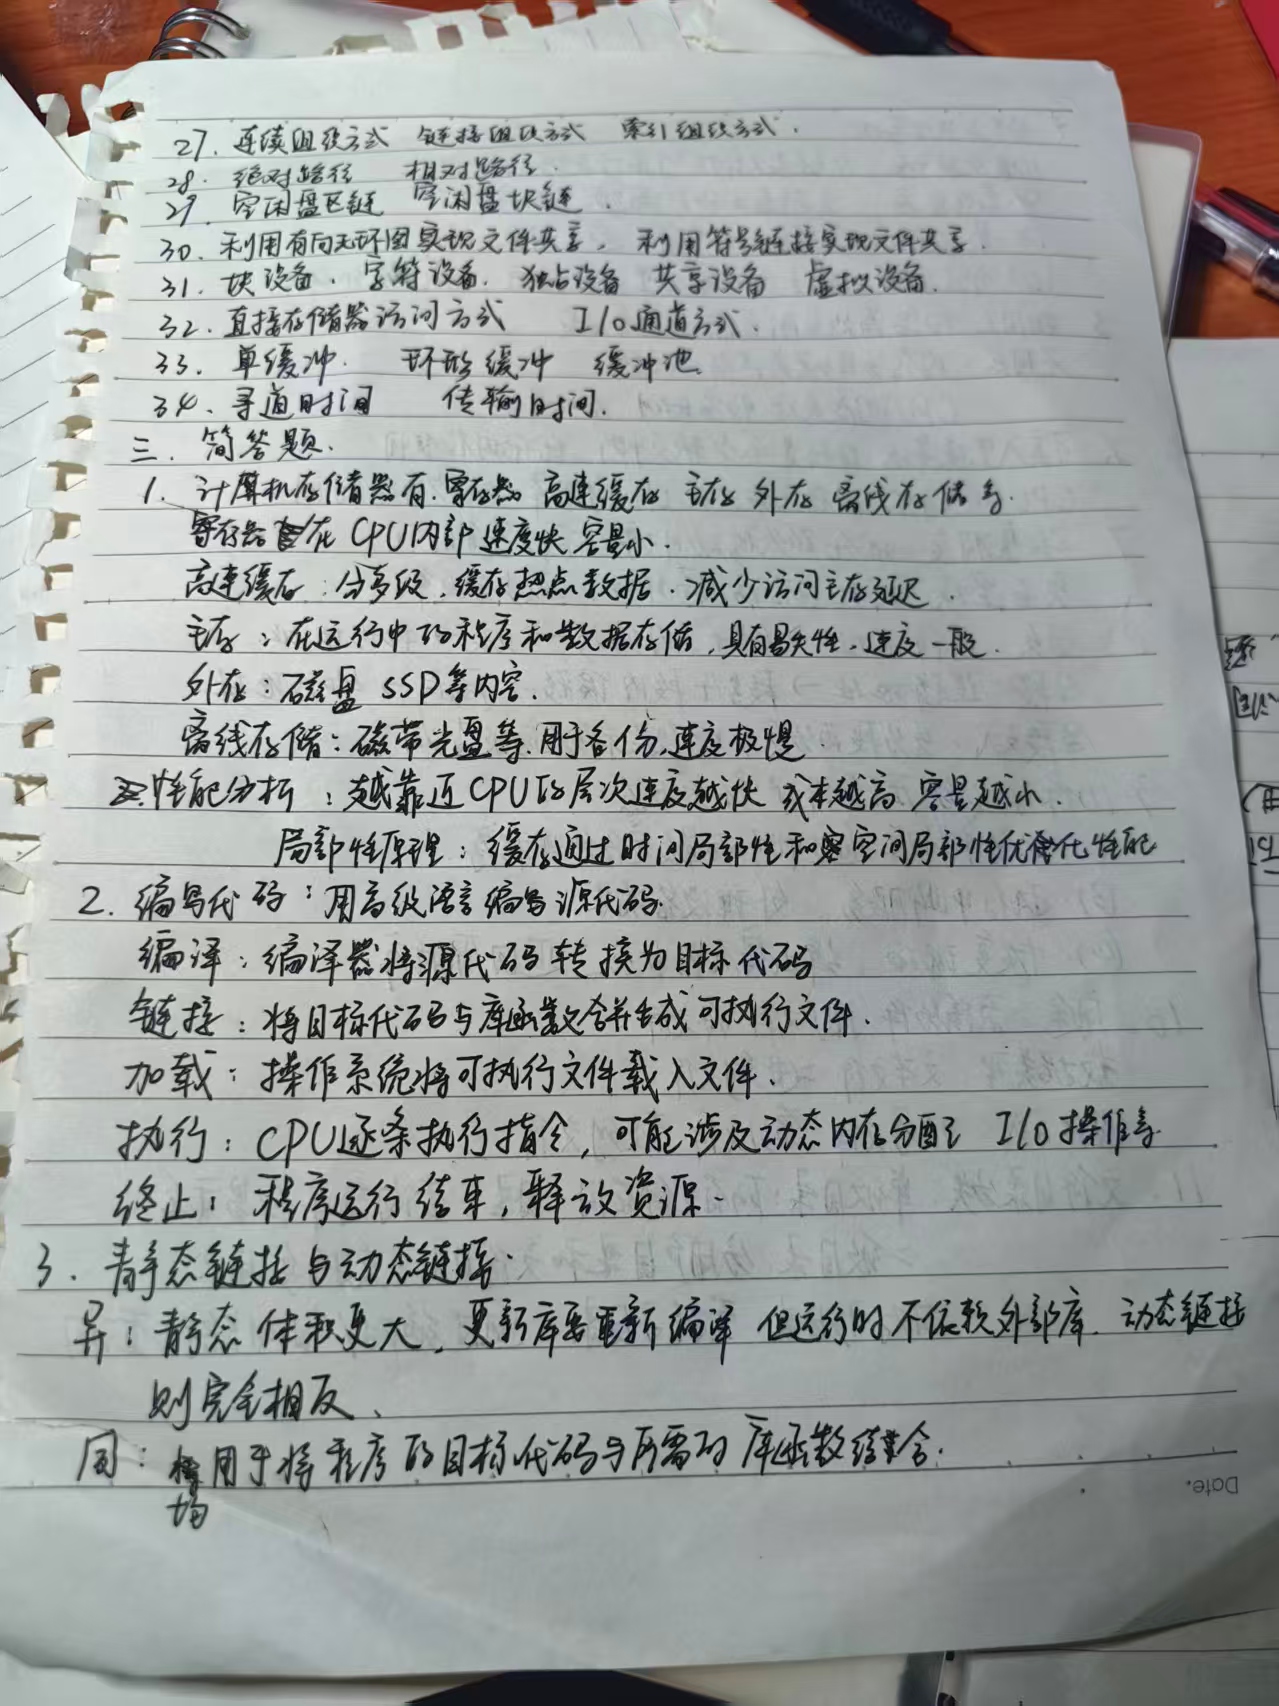 27. 连续组织方式 链接组织方式 索引组织方式.
28. 绝对路径 相对路径.
29. 空闲盘区链 空闲盘块链.
30. 利用有向无环图实现文件共享, 利用符号链接实现文件共享.
31. 块设备. 字符设备. 独占设备 共享设备 虚拟设备.
32. 直接存储器访问方式 I/O通道方式.
33. 单缓冲. 环形缓冲 缓冲池.
34. 寻道时间 传输时间.
三. 简答题.
1. 计算机存储器有.寄存器 高速缓存 主存 外存 离线存储等.
寄存器在CPU内部 速度快 容量小.
高速缓存:分多级,缓存热点数据.减少访问主存延迟.
主存:在运行中的程序和数据存储,具有易失性.速度一般.
外存:磁盘 SSD等内容.
离线存储:磁带光盘等.用于备份,速度极慢.
性能分析:越靠近CPU的层次速度越快 成本越高 容量越小.
局部性原理:缓存通过时间局部性和空间局部性优化性能
2. 编写代码:用高级语言编写源代码.
编译:编译器将源代码转换为目标代码
链接:将目标代码与库函数合并生成可执行文件.
加载:操作系统将可执行文件载入文件.
执行:CPU逐条执行指令,可能涉及动态内存分配 I/O操作等.
终止:程序运行结束,释放资源.
3. 静态链接与动态链接.
异:静态体积更大,更新库要重新编译 但运行时不依赖外部库.动态链接
则完全相反、
同:均用于将程序的目标代码与所需的库函数结合.
Date.